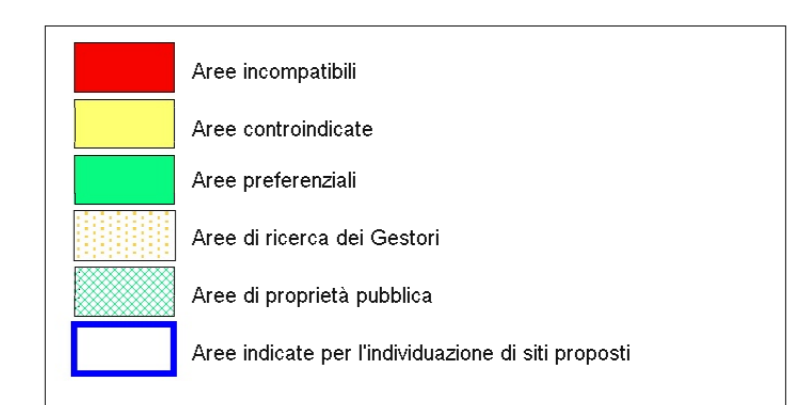 Aree incompatibili
Aree controindicate
Aree preferenziali
Aree di ricerca dei Gestori
Aree di proprietà pubblica
Aree indicate per l'individuazione di siti proposti